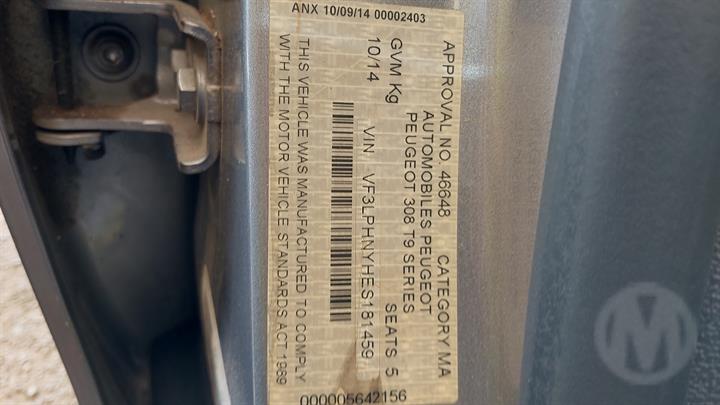 APPROVAL NO. 46648 CATEGORY MA
AUTOMOBILES PEUGEOT
PEUGEOT 308 T9 SERIES
GVM Kg SEATS 5
10/14 VIN VF3LPHNYHES181459
THIS VEHICLE WAS MANUFACTURED TO COMPLY
WITH THE MOTOR VEHICLE STANDARDS ACT 1989
ANX 10/09/14 00002403
000005642156
M